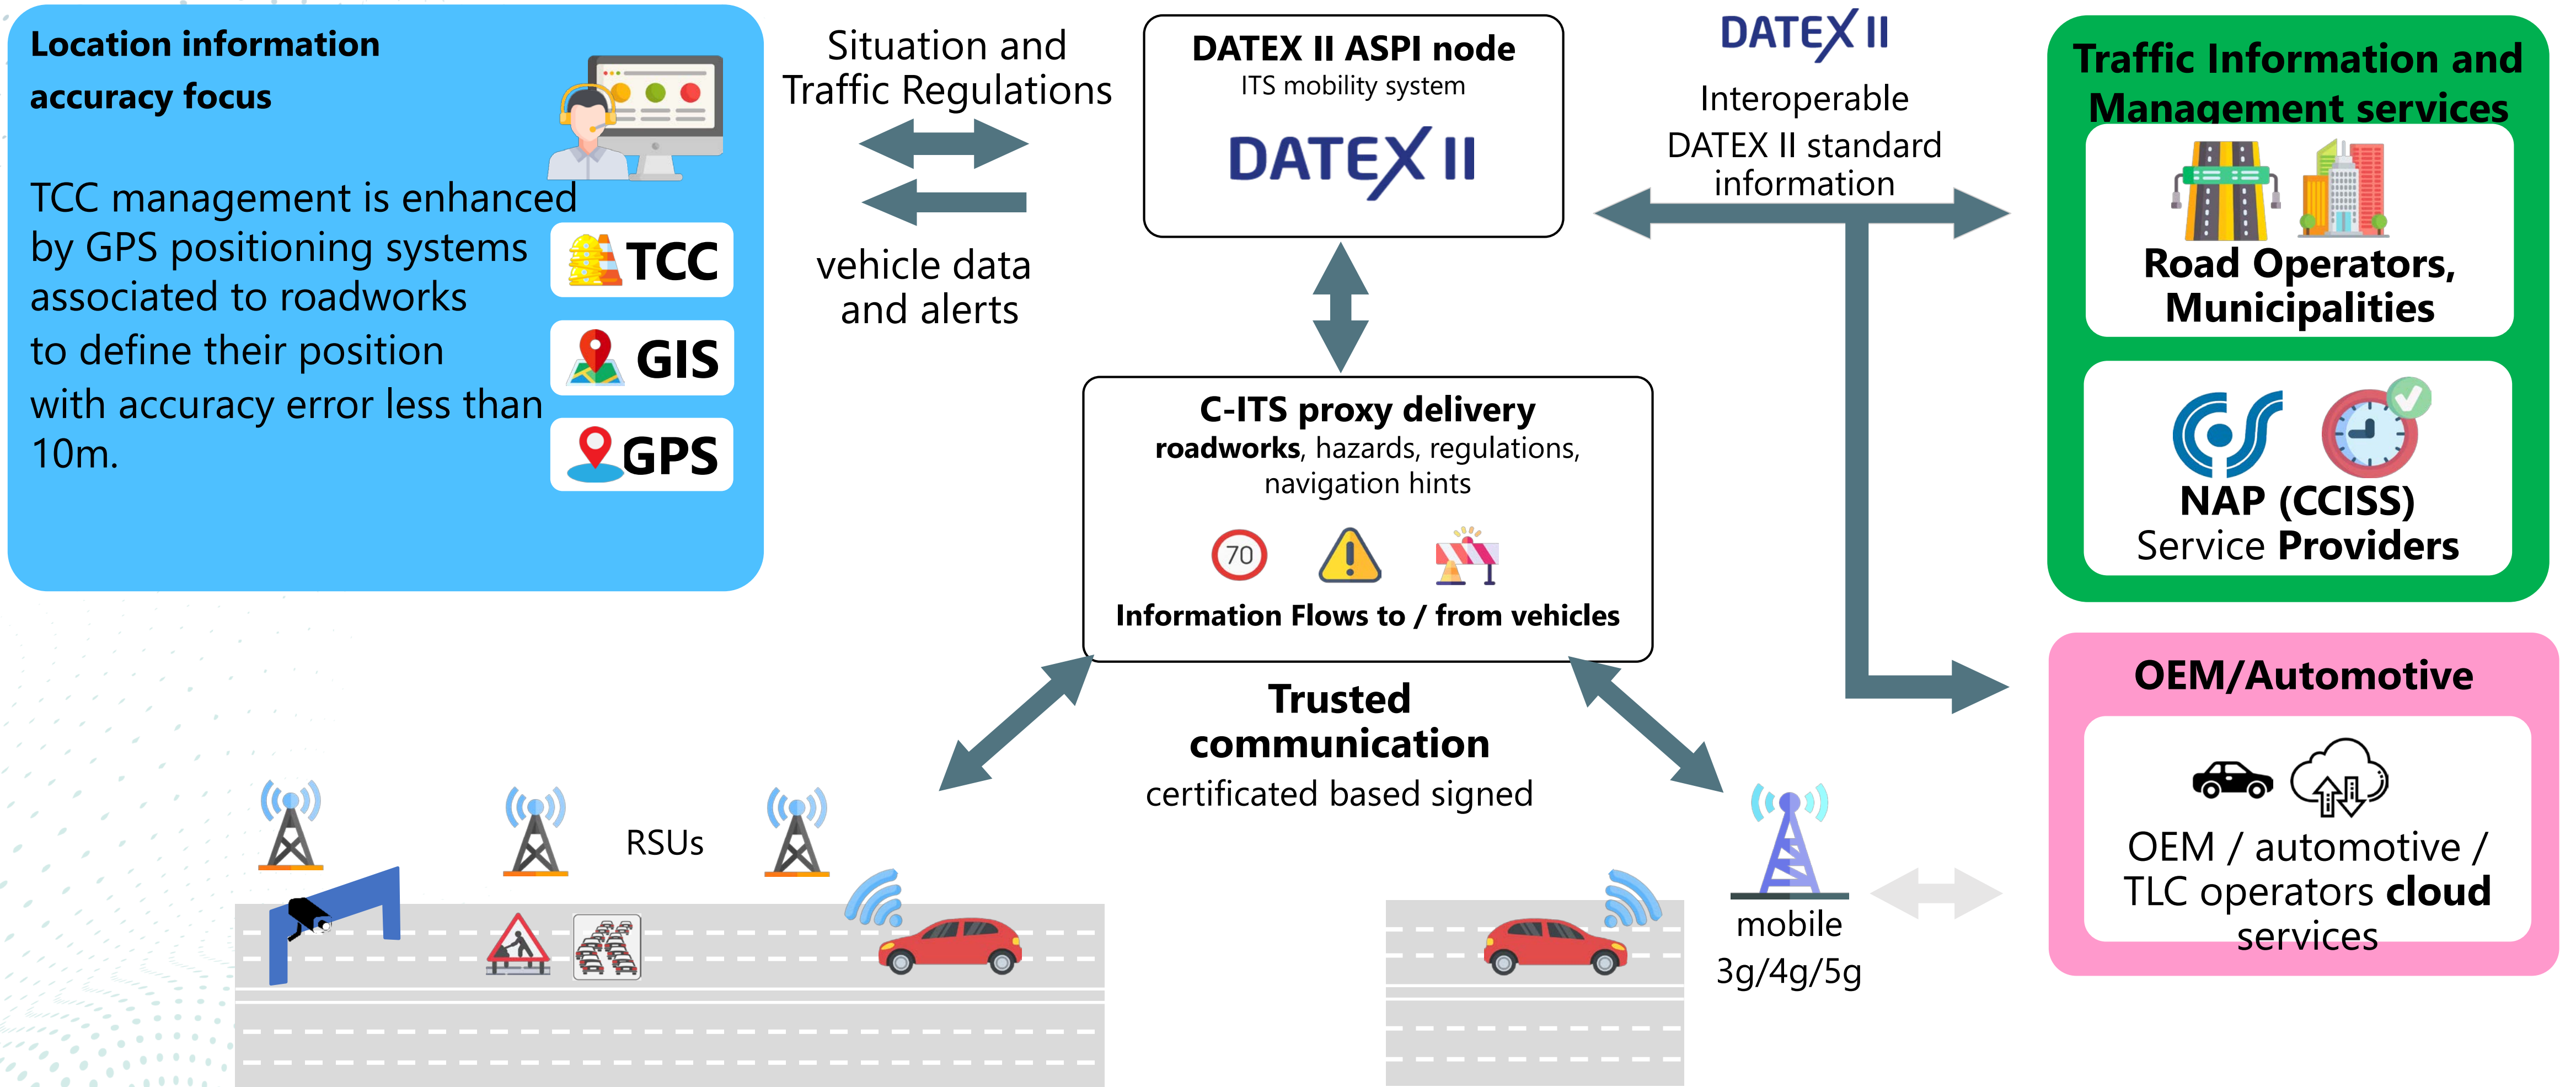 Location information
accuracy focus
TCC management is enhanced
by GPS positioning systems
associated to roadworks
to define their position
with accuracy error less than
10m.
TCC
GIS
GPS
Situation and
Traffic Regulations
vehicle data
and alerts
DATEX II ASPI node
ITS mobility system
DATEX II
DATEX II
Interoperable
DATEX II standard
information
C-ITS proxy delivery
roadworks, hazards, regulations,
navigation hints
70
Information Flows to / from vehicles
Trusted
communication
certificated based signed
RSUs
mobile
3g/4g/5g
Traffic Information and
Management services
Road Operators,
Municipalities
NAP (CCISS)
Service Providers
OEM/Automotive
OEM / automotive /
TLC operators cloud
services